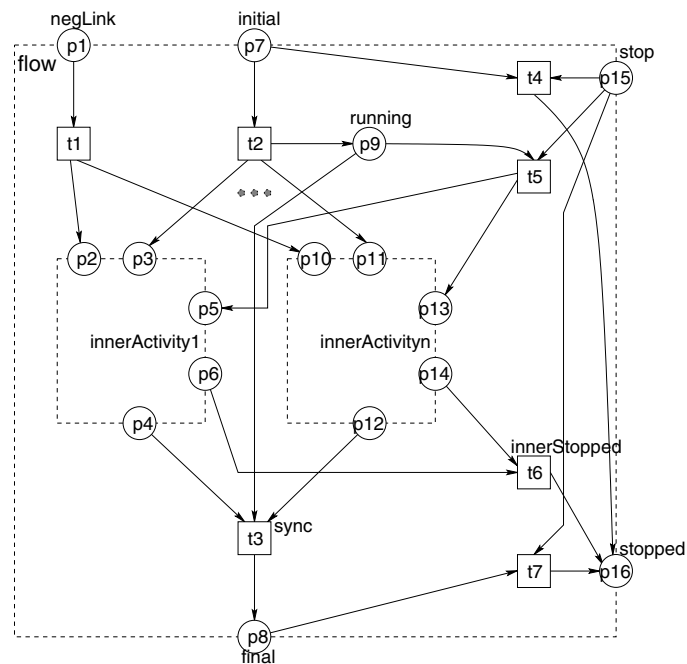 negLink
initial
p1
p7
stop
flow
t4
p15
running
t1
t2
p9
t5
p2
p3
p10
p11
p5
p13
innerActivity1
innerActivityn
p6
p14
p4
p12
innerStopped
t6
sync
t3
stopped
t7
p16
p8
final